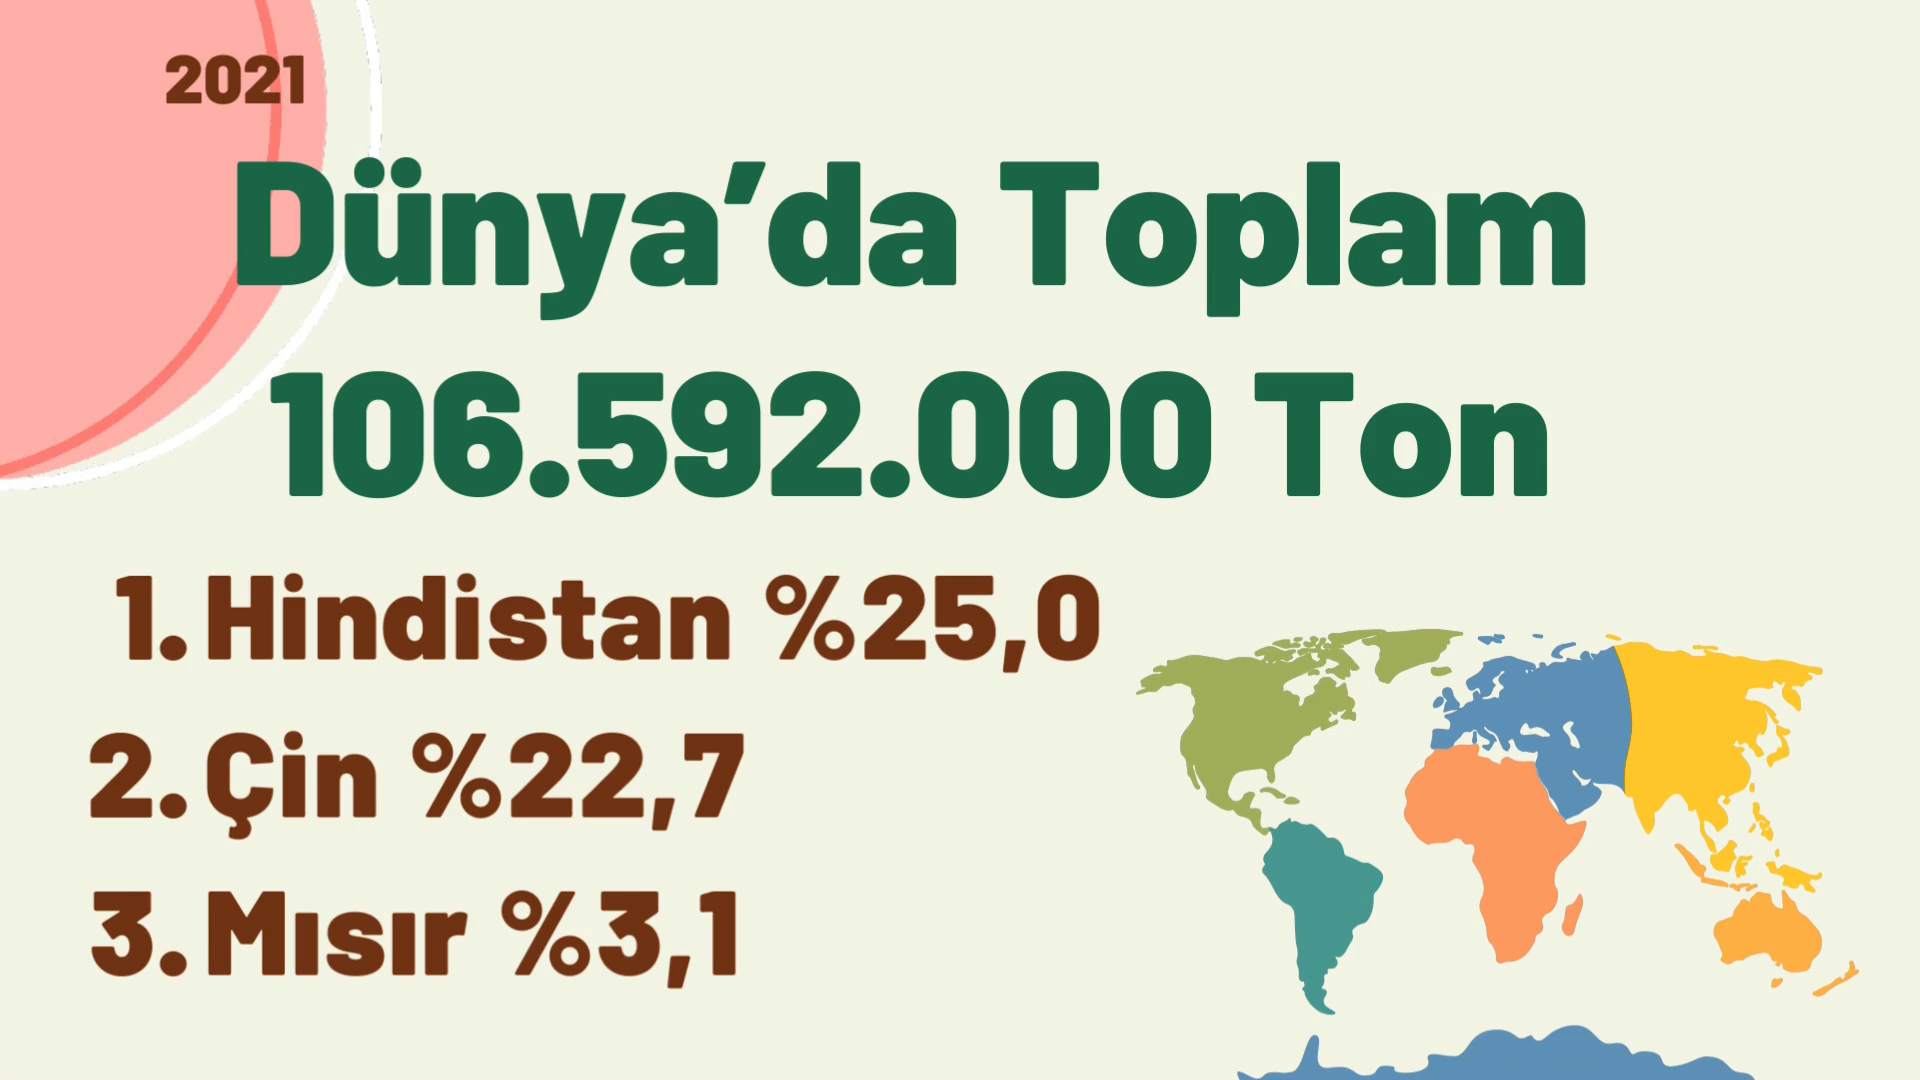 2021
Dünya’da Toplam
106.592.000 Ton
1. Hindistan %25,0
2. Çin %22,7
3. Mısır %3,1